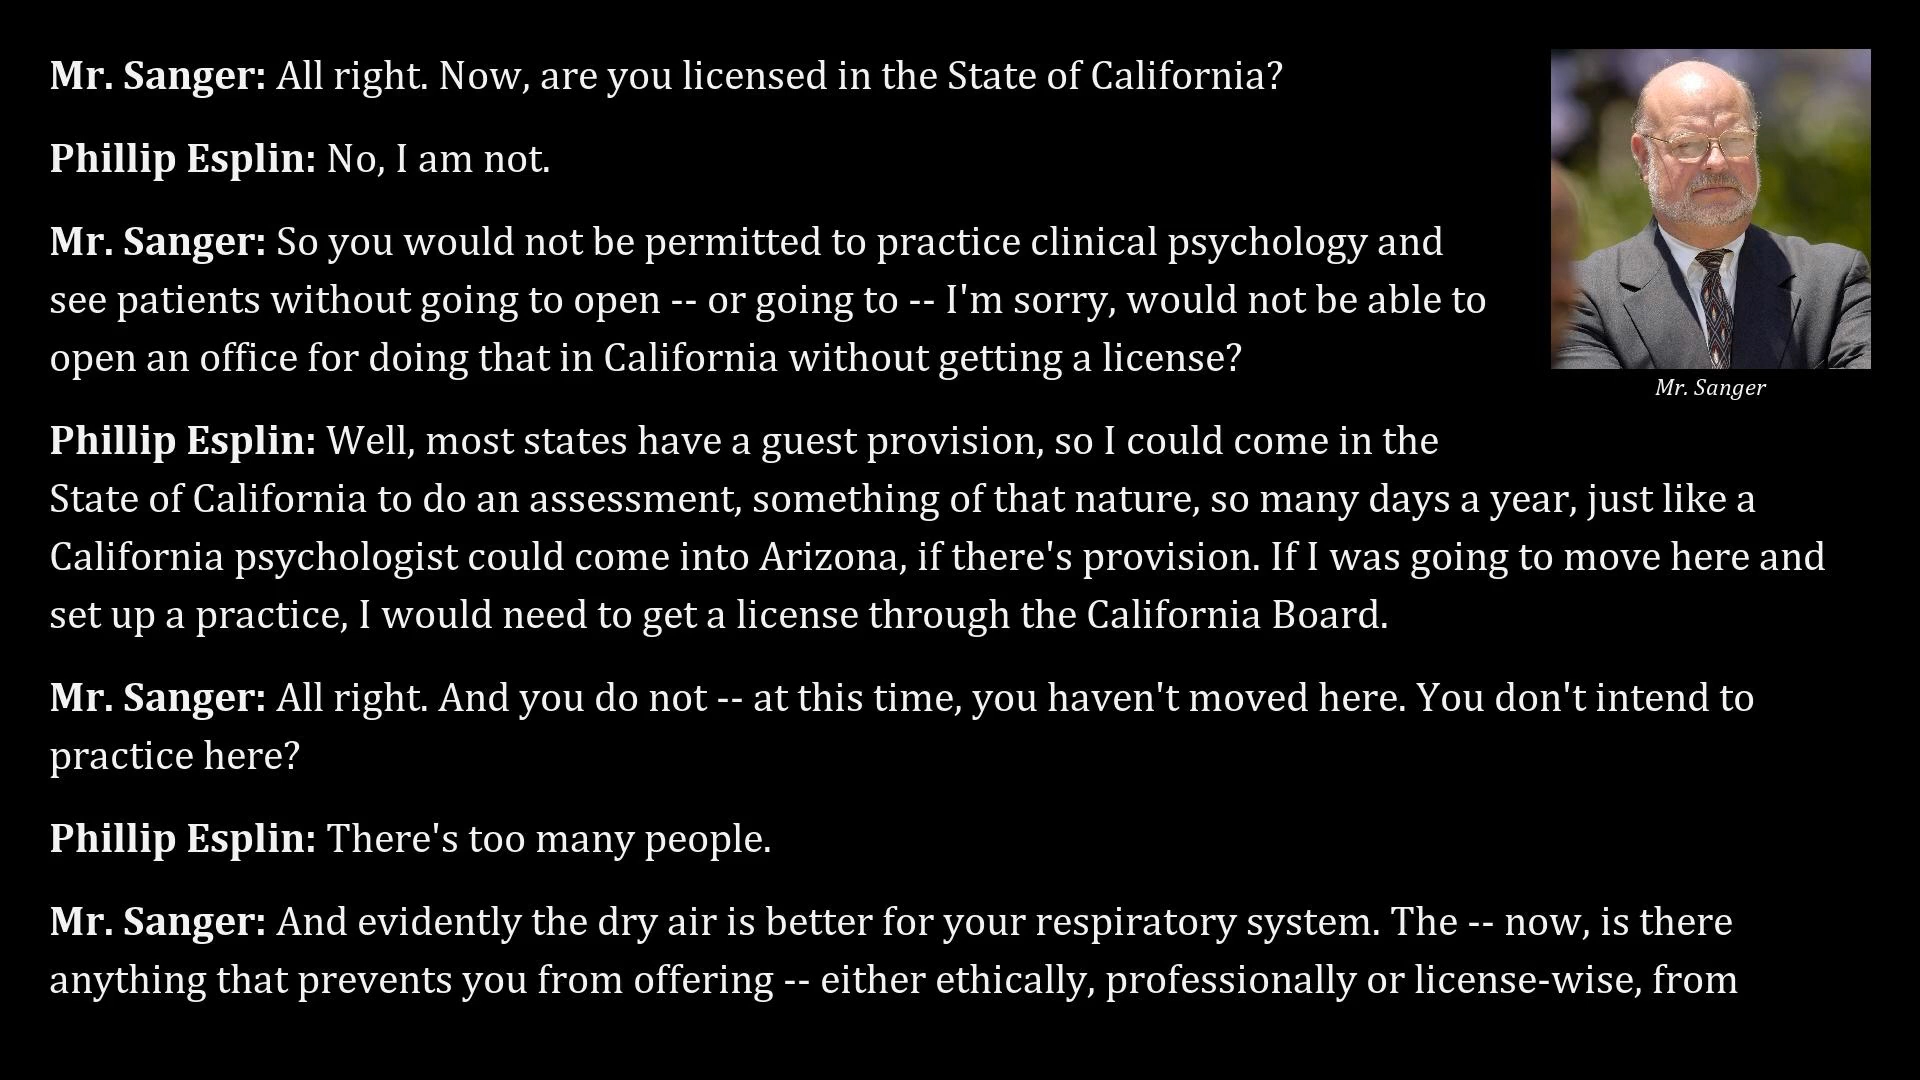 Mr. Sanger: All right. Now, are you licensed in the State of California?
Phillip Esplin: No, I am not.
Mr. Sanger: So you would not be permitted to practice clinical psychology and
see patients without going to open -- or going to -- I'm sorry, would not be able to
open an office for doing that in California without getting a license?
Mr. Sanger
Phillip Esplin: Well, most states have a guest provision, so I could come in the
State of California to do an assessment, something of that nature, so many days a year, just like a
California psychologist could come into Arizona, if there's provision. If I was going to move here and
set up a practice, I would need to get a license through the California Board.
Mr. Sanger: All right. And you do not -- at this time, you haven't moved here. You don't intend to
practice here?
Phillip Esplin: There's too many people.
Mr. Sanger: And evidently the dry air is better for your respiratory system. The -- now, is there
anything that prevents you from offering -- either ethically, professionally or license-wise, from